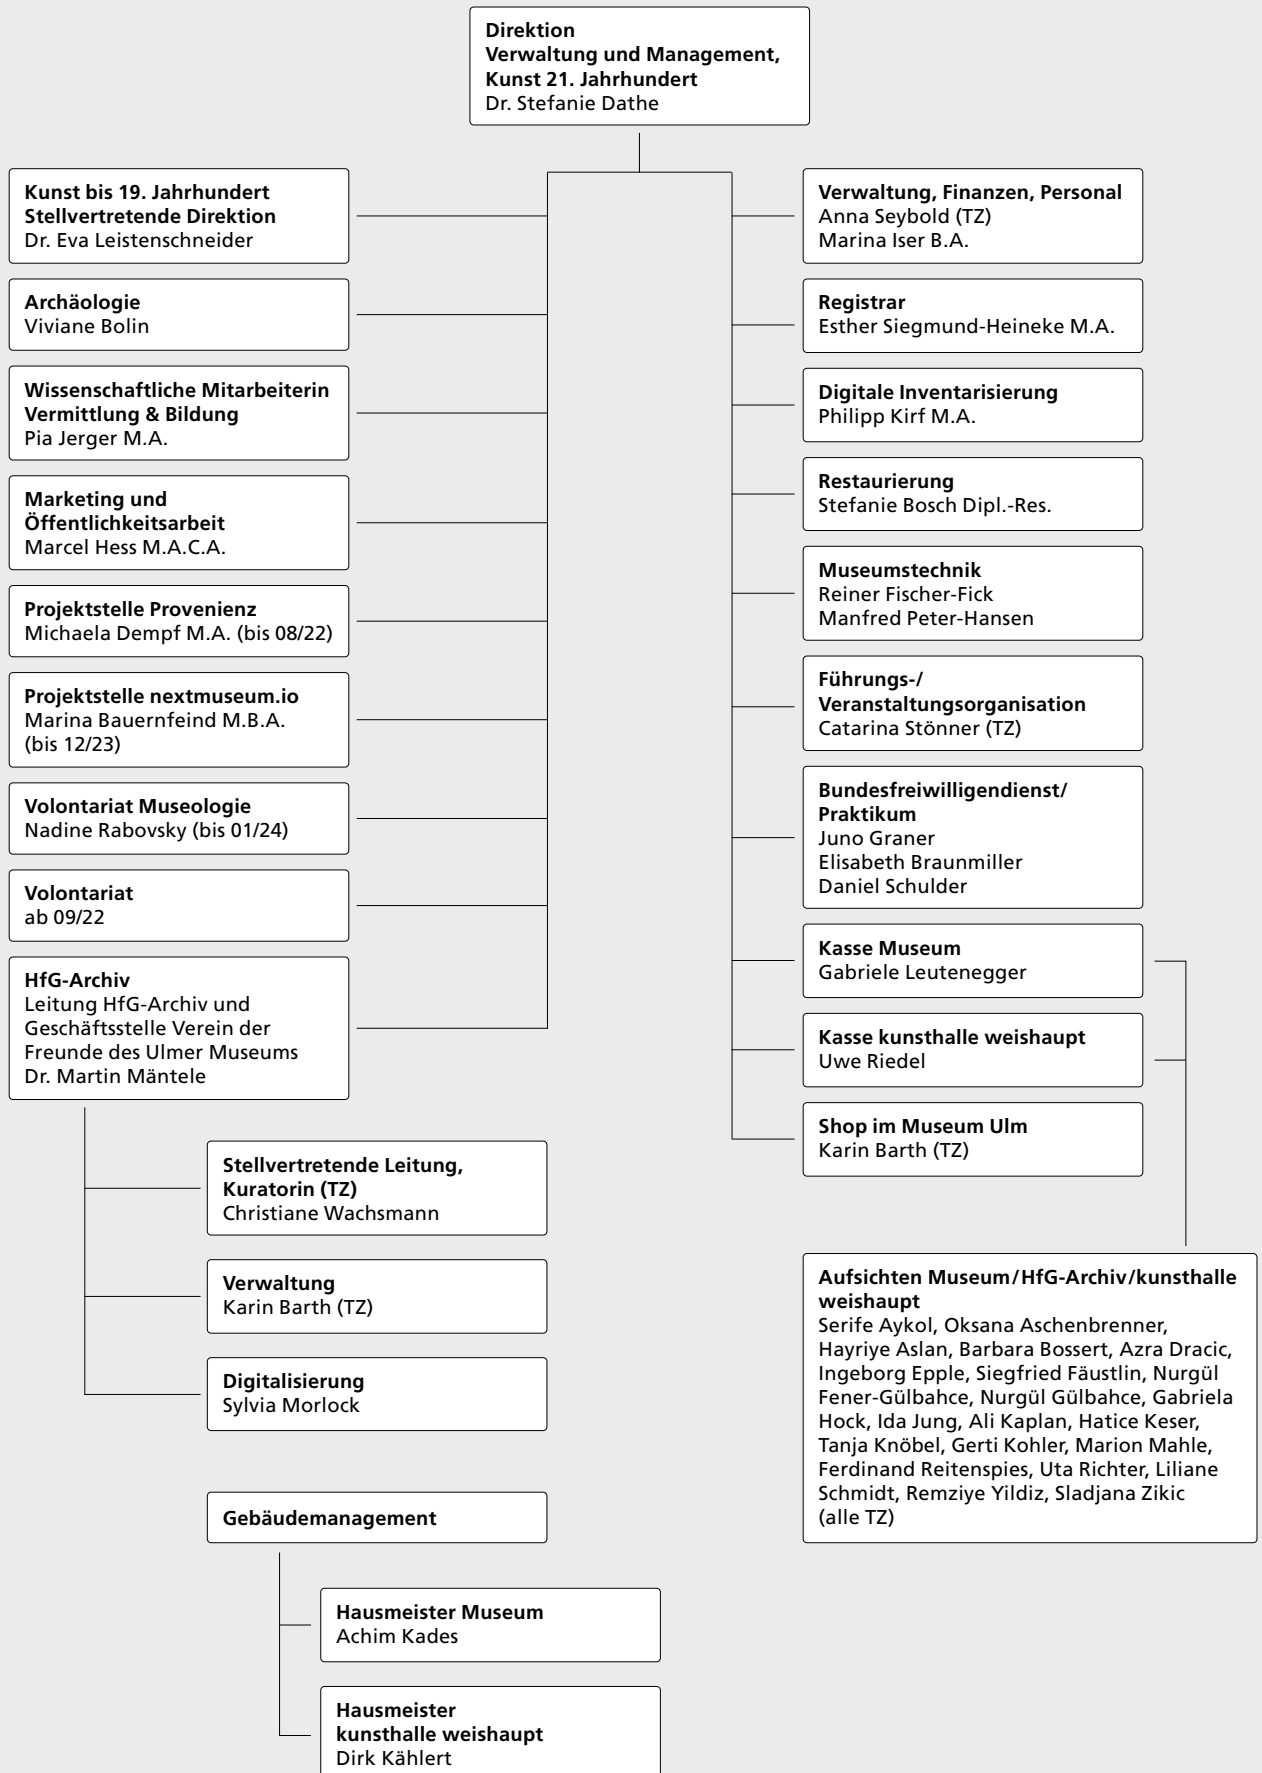 Direktion
Verwaltung und Management,
Kunst 21. Jahrhundert
Dr. Stefanie Dathe
Kunst bis 19. Jahrhundert
Stellvertretende Direktion
Dr. Eva Leistenschneider
Archäologie
Viviane Bolin
Wissenschaftliche Mitarbeiterin
Vermittlung & Bildung
Pia Jerger M.A.
Marketing und
Öffentlichkeitsarbeit
Marcel Hess M.A.C.A.
Projektstelle Provenienz
Michaela Dempf M.A. (bis 08/22)
Projektstelle nextmuseum.io
Marina Bauernfeind M.B.A.
(bis 12/23)
Volontariat Museologie
Nadine Rabovsky (bis 01/24)
Volontariat
ab 09/22
HfG-Archiv
Leitung HfG-Archiv und
Geschäftsstelle Verein der
Freunde des Ulmer Museums
Dr. Martin Mäntele
Stellvertretende Leitung,
Kuratorin (TZ)
Christiane Wachsmann
Verwaltung
Karin Barth (TZ)
Digitalisierung
Sylvia Morlock
Gebäudemanagement
Hausmeister Museum
Achim Kades
Hausmeister
kunsthalle weishaupt
Dirk Kählert
Verwaltung, Finanzen, Personal
Anna Seybold (TZ)
Marina Iser B.A.
Registrar
Esther Siegmund-Heineke M.A.
Digitale Inventarisierung
Philipp Kirf M.A.
Restaurierung
Stefanie Bosch Dipl.-Res.
Museumstechnik
Reiner Fischer-Fick
Manfred Peter-Hansen
Führungs-/
Veranstaltungsorganisation
Catarina Stönner (TZ)
Bundesfreiwilligendienst/
Praktikum
Juno Graner
Elisabeth Braunmiller
Daniel Schulder
Kasse Museum
Gabriele Leutenegger
Kasse kunsthalle weishaupt
Uwe Riedel
Shop im Museum Ulm
Karin Barth (TZ)
Aufsichten Museum/HfG-Archiv/kunsthalle
weishaupt
Serife Aykol, Oksana Aschenbrenner,
Hayriye Aslan, Barbara Bossert, Azra Dracic,
Ingeborg Epple, Siegfried Fäustlin, Nurgül
Fener-Gülbahce, Nurgül Gülbahce, Gabriela
Hock, Ida Jung, Ali Kaplan, Hatice Keser,
Tanja Knöbel, Gerti Kohler, Marion Mahle,
Ferdinand Reitenspies, Uta Richter, Liliane
Schmidt, Remziye Yildiz, Sladjana Zikic
(alle TZ)